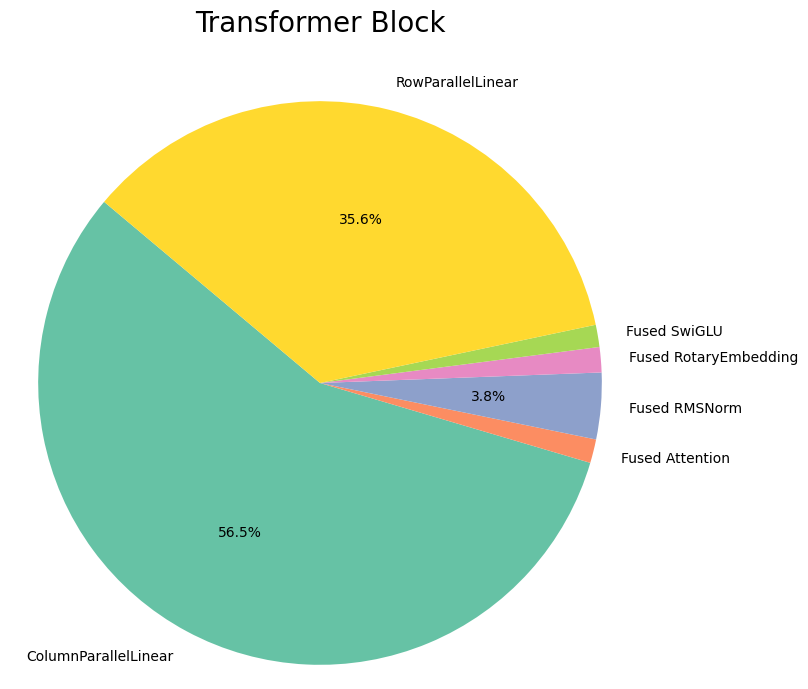 Transformer Block
RowParallelLinear
35.6%
Fused SwiGLU
Fused RotaryEmbedding
3.8%
Fused RMSNorm
Fused Attention
56.5%
ColumnParallelLinear